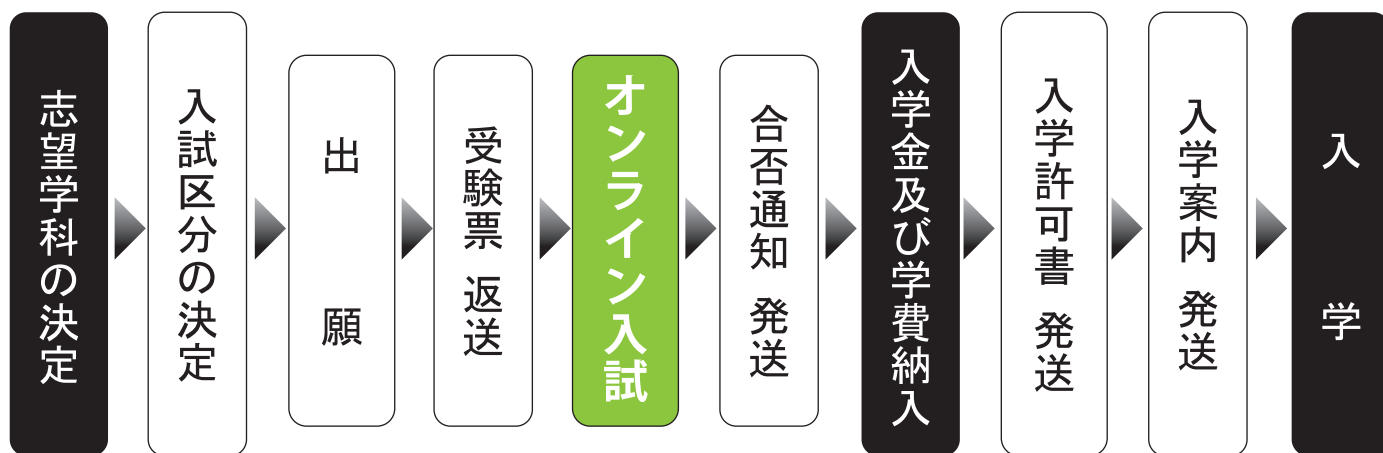 志望学科の決定
入試区分の決定
出願
受験票 返送
オンライン入試
合否通知 発送
入学金及び学費納入
入学許可書 発送
入学案内 発送
入学